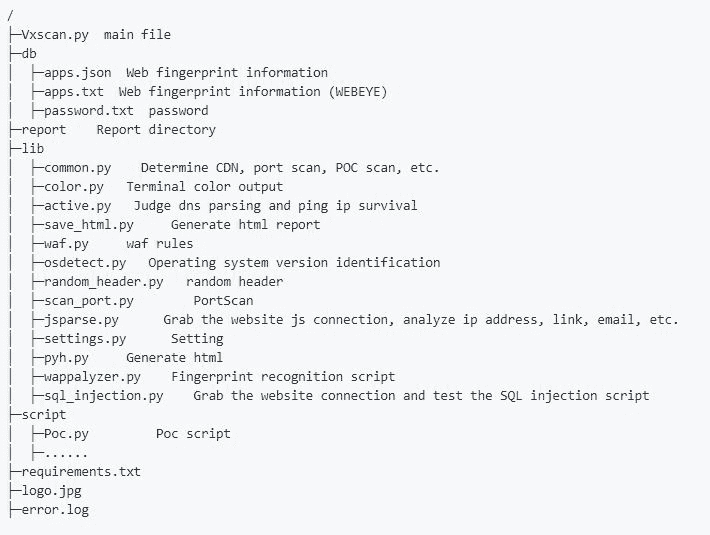 /
├─Vxscan.py  main file
├─db
│  ├─apps.json  Web fingerprint information
│  ├─apps.txt  Web fingerprint information (WEBEYE)
│  ├─password.txt  password
├─report    Report directory
├─lib
│  ├─common.py    Determine CDN, port scan, POC scan, etc.
│  ├─color.py   Terminal color output
│  ├─active.py   Judge dns parsing and ping ip survival
│  ├─save_html.py     Generate html report
│  ├─waf.py     waf rules
│  ├─osdetect.py   Operating system version identification
│  ├─random_header.py   random header
│  ├─scan_port.py        PortScan
│  ├─jsparse.py      Grab the website js connection, analyze ip address, link, email, etc.
│  ├─settings.py      Setting
│  ├─pyh.py     Generate html
│  ├─wappalyzer.py    Fingerprint recognition script
│  ├─sql_injection.py    Grab the website connection and test the SQL injection script
├─script
│  ├─Poc.py         Poc script
│  ├─......
├─requirements.txt
├─logo.jpg
├─error.log